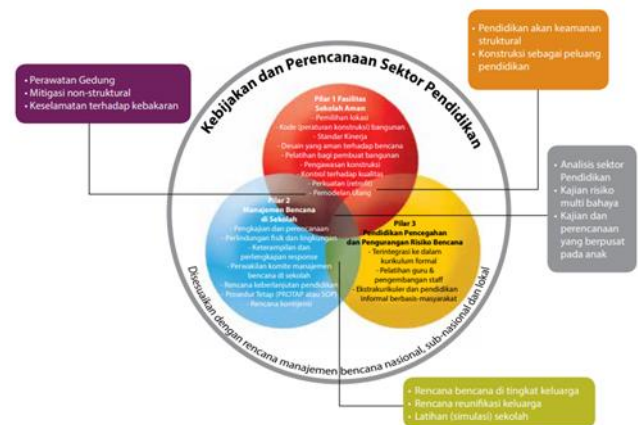 Kebijakan dan Perencanaan Sektor Pendidikan
• Perawatan Gedung
• Mitigasi non-struktural
• Keselamatan terhadap kebakaran
• Pendidikan akan keamanan
struktural
• Konstruksi sebagai peluang
pendidikan
Pilar 1 Fasilitas
Sekolah Aman
- Pemilihan lokasi
- Kode (peraturan konstruksi) bangunan
- Standar Kinerja
- Desain yang aman terhadap bencana
- Pelatihan bagi pembuat bangunan
- Pengawasan konstruksi
- Kontrol terhadap kualitas
- Perkuatan (retrofit)
- Pemodelan Ulang
Pilar 2
Manajemen Bencana
di Sekolah
Pengkajian dan perencanaan
- Perlindungan fisik dan lingkungan
- Keterampilan dan
perlengkapan response
- Perwakilan komite manajemen
bencana di sekolah
- Rencana keberlanjutan pendidikan
- Prosedur Tetap (PROTAP atau SOP)
- Rencana kontijensi
Pilar 3
Pendidikan Pencegahan
dan Pengurangan Risiko Bencana
- Terintegrasi ke dalam
kurikulum formal
- Pelatihan guru &
pengembangan staff
- Ekstrakurikuler dan pendidikan
informal berbasis-masyarakat
• Analisis sektor
Pendidikan
• Kajian risiko
multi bahaya
• Kajian dan
perencanaan
yang berpusat
pada anak
Disesuaikan dengan rencana manajemen bencana nasional, sub-nasional dan lokal
• Rencana bencana di tingkat keluarga
• Rencana reunifikasi keluarga
• Latihan (simulasi) sekolah